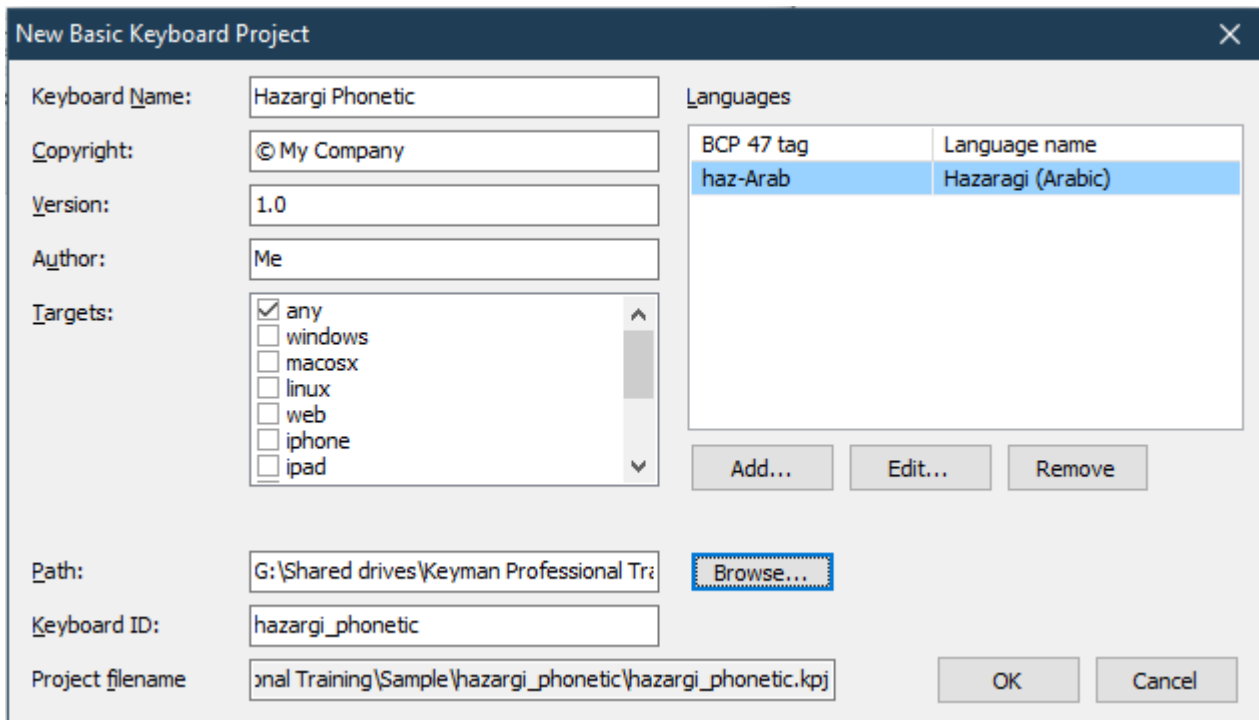 New Basic Keyboard Project
Keyboard Name: Hazargi Phonetic
Copyright: © My Company
Version: 1.0
Author: Me
Targets:
any
windows
macosx
linux
web
iphone
ipad
Languages
BCP 47 tag Language name
haz-Arab Hazaragi (Arabic)
Add... Edit... Remove
Path: G:\Shared drives\Keyman Professional Tra Browse...
Keyboard ID: hazargi_phonetic
Project filename onal Training\Sample\hazargi_phonetic\hazargi_phonetic.kpj
OK Cancel